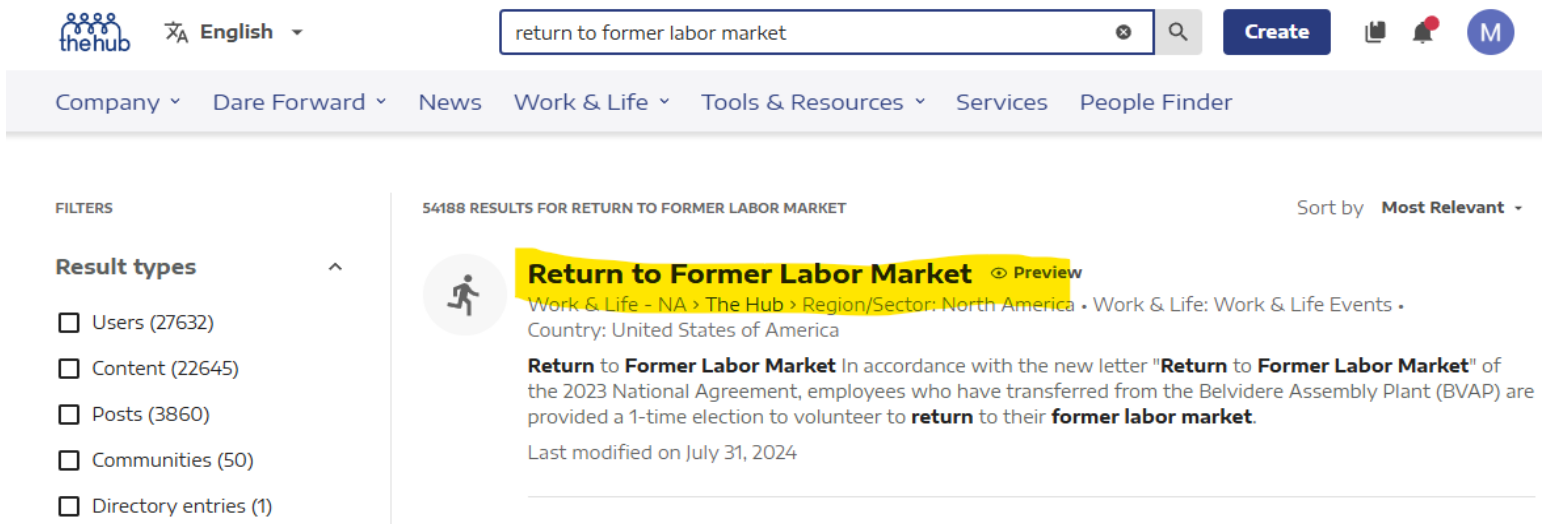 thehub
English
return to former labor market
Create
M
Company
Dare Forward
News
Work & Life
Tools & Resources
Services
People Finder
FILTERS
54188 RESULTS FOR RETURN TO FORMER LABOR MARKET
Sort by Most Relevant
Result types
Users (27632)
Content (22645)
Posts (3860)
Communities (50)
Directory entries (1)
Return to Former Labor Market Preview
Work & Life - NA > The Hub > Region/Sector: North America • Work & Life: Work & Life Events •
Country: United States of America
Return to Former Labor Market In accordance with the new letter "Return to Former Labor Market" of
the 2023 National Agreement, employees who have transferred from the Belvidere Assembly Plant (BVAP) are
provided a 1-time election to volunteer to return to their former labor market.
Last modified on July 31, 2024